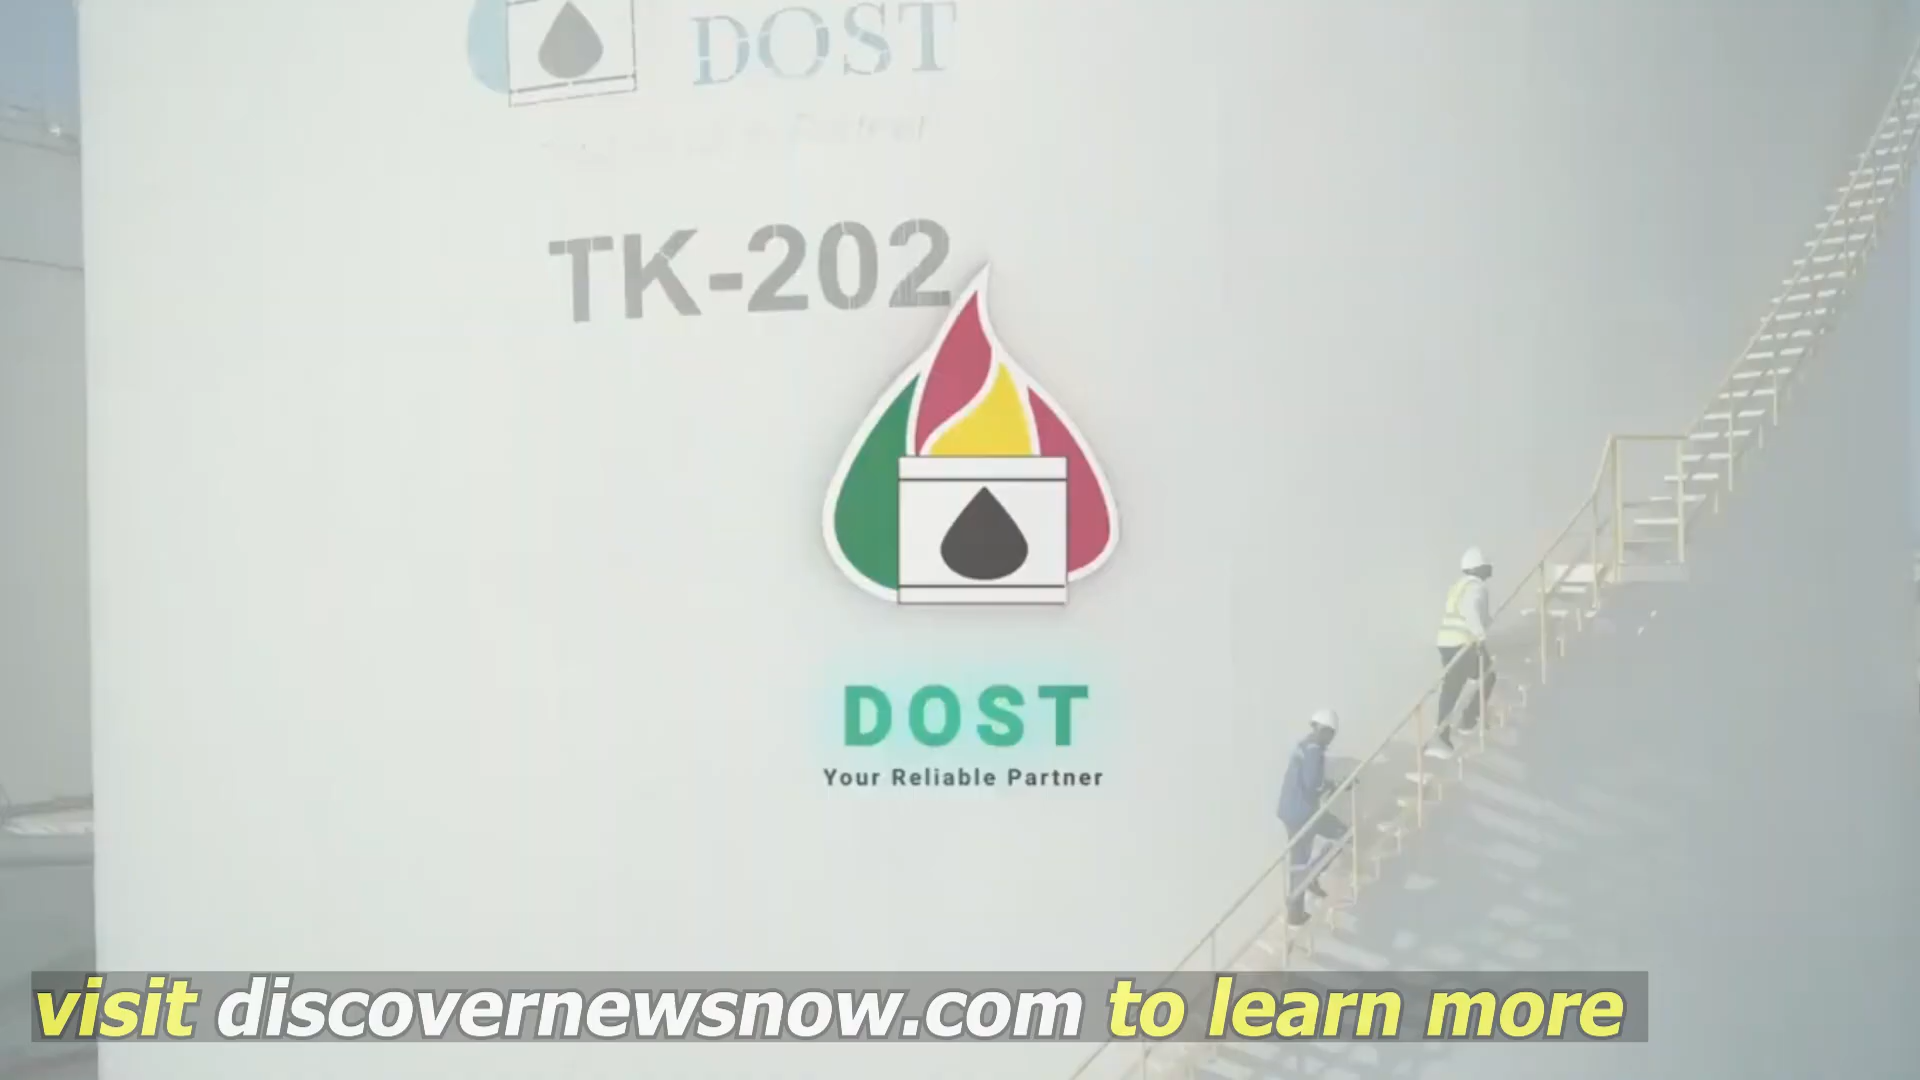 DOST
TK-202
DOST
Your Reliable Partner
visit discovernewsnow.com to learn more